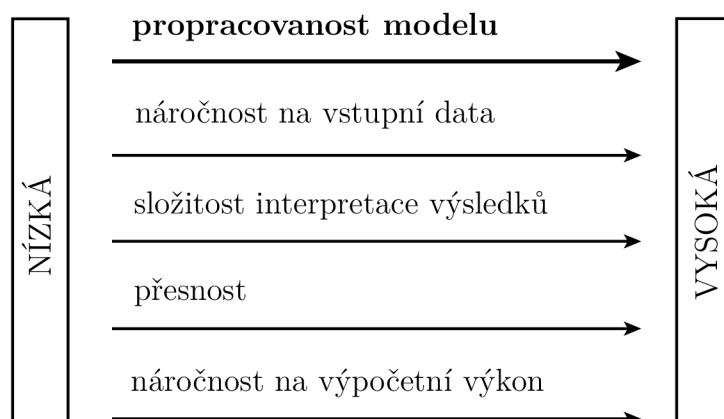 propracovanost modelu
náročnost na vstupní data
složitost interpretace výsledků
přesnost
náročnost na výpočetní výkon
NÍZKÁ
VYSOKÁ